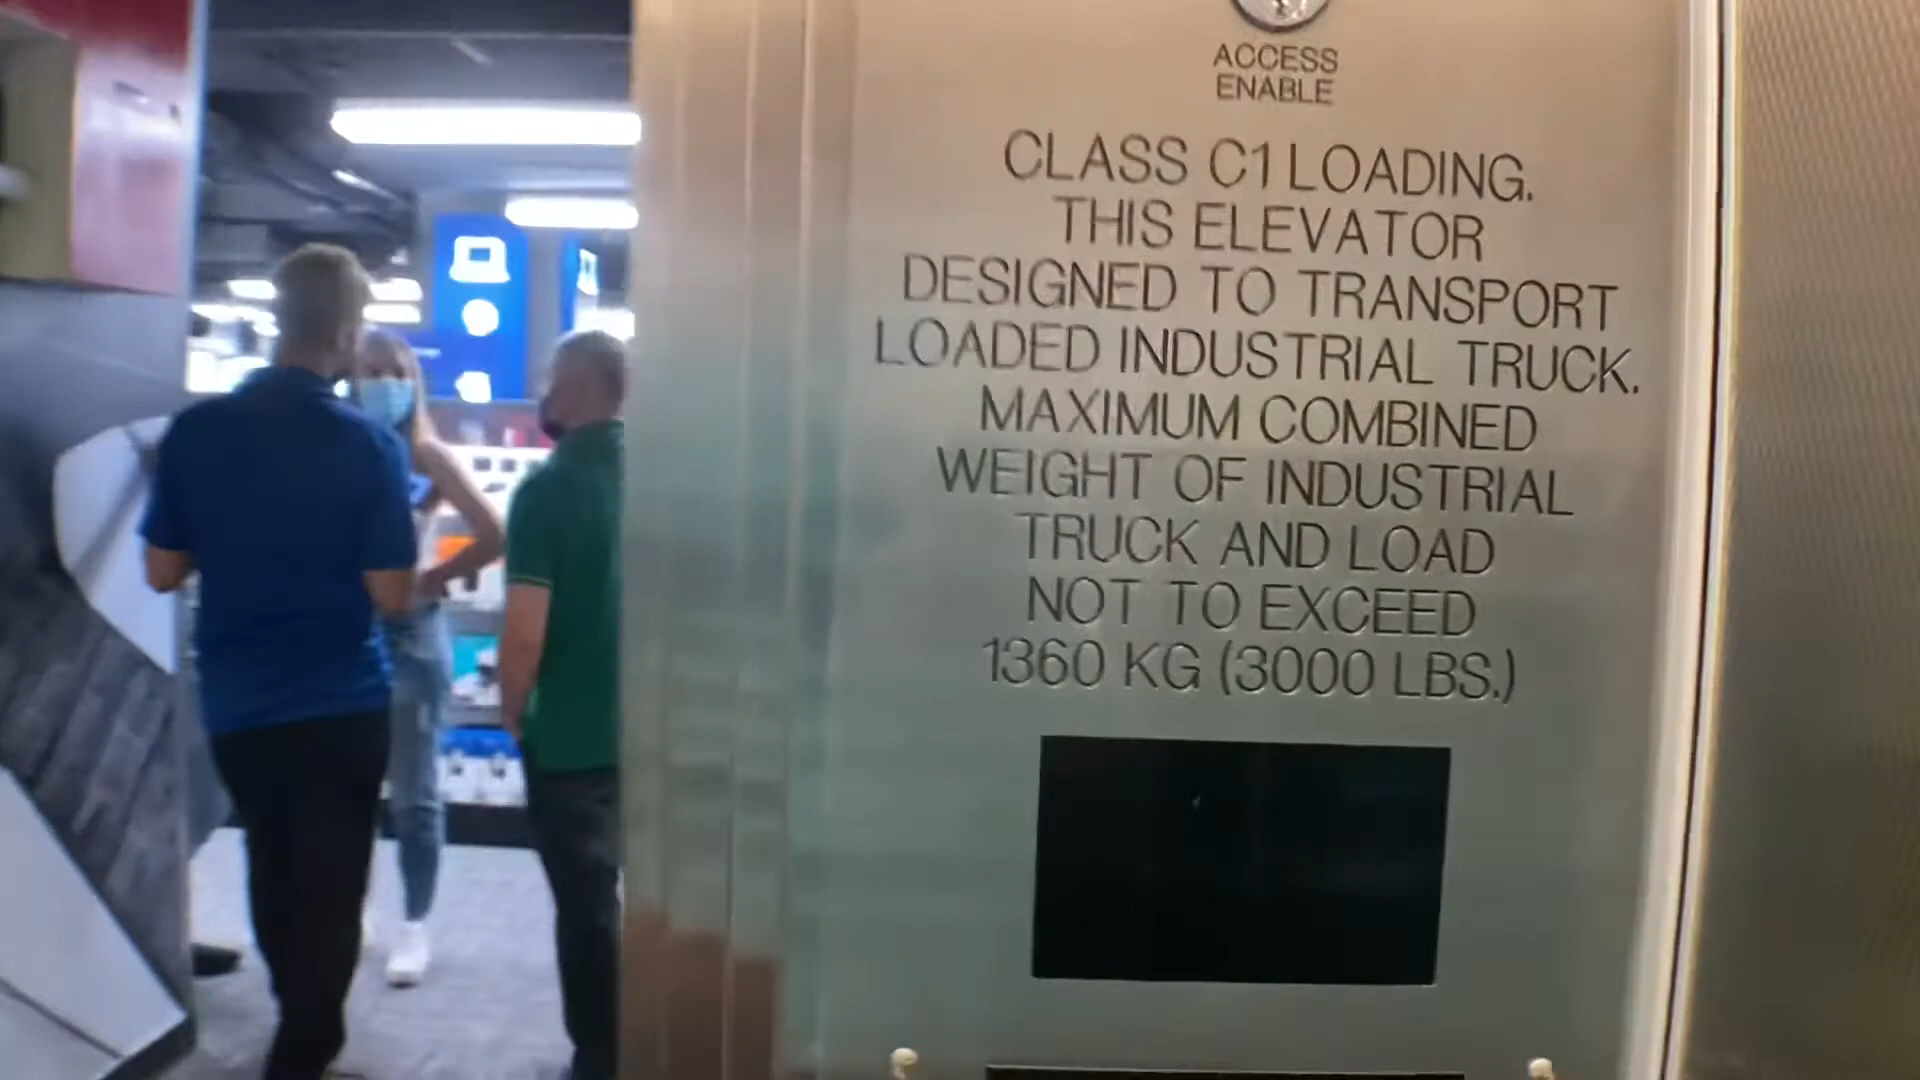 ACCESS
ENABLE
CLASS C1 LOADING.
THIS ELEVATOR
DESIGNED TO TRANSPORT
LOADED INDUSTRIAL TRUCK.
MAXIMUM COMBINED
WEIGHT OF INDUSTRIAL
TRUCK AND LOAD
NOT TO EXCEED
1360 KG (3000 LBS.)